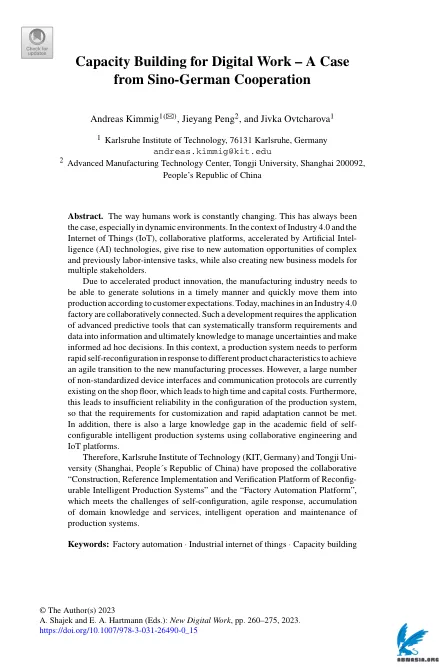 Check for
updates
Capacity Building for Digital Work – A Case
from Sino-German Cooperation
Andreas Kimmig1(✉), Jieyang Peng2, and Jivka Ovtcharova1
1 Karlsruhe Institute of Technology, 76131 Karlsruhe, Germany
andreas.kimmig@kit.edu
2 Advanced Manufacturing Technology Center, Tongji University, Shanghai 200092,
People's Republic of China
Abstract. The way humans work is constantly changing. This has always been
the case, especially in dynamic environments. In the context of Industry 4.0 and the
Internet of Things (IoT), collaborative platforms, accelerated by Artificial Intel-
ligence (AI) technologies, give rise to new automation opportunities of complex
and previously labor-intensive tasks, while also creating new business models for
multiple stakeholders.
Due to accelerated product innovation, the manufacturing industry needs to
be able to generate solutions in a timely manner and quickly move them into
production according to customer expectations. Today, machines in an Industry 4.0
factory are collaboratively connected. Such a development requires the application
of advanced predictive tools that can systematically transform requirements and
data into information and ultimately knowledge to manage uncertainties and make
informed ad hoc decisions. In this context, a production system needs to perform
rapid self-reconfiguration in response to different product characteristics to achieve
an agile transition to the new manufacturing processes. However, a large number
of non-standardized device interfaces and communication protocols are currently
existing on the shop floor, which leads to high time and capital costs. Furthermore,
this leads to insufficient reliability in the configuration of the production system,
so that the requirements for customization and rapid adaptation cannot be met.
In addition, there is also a large knowledge gap in the academic field of self-
configurable intelligent production systems using collaborative engineering and
IoT platforms.
Therefore, Karlsruhe Institute of Technology (KIT, Germany) and Tongji Uni-
versity (Shanghai, People´s Republic of China) have proposed the collaborative
“Construction, Reference Implementation and Verification Platform of Reconfig-
urable Intelligent Production Systems” and the “Factory Automation Platform”,
which meets the challenges of self-configuration, agile response, accumulation
of domain knowledge and services, intelligent operation and maintenance of
production systems.
Keywords: Factory automation · Industrial internet of things · Capacity building
© The Author(s) 2023
A. Shajek and E. A. Hartmann (Eds.): New Digital Work, pp. 260–275, 2023.
https://doi.org/10.1007/978-3-031-26490-0_15